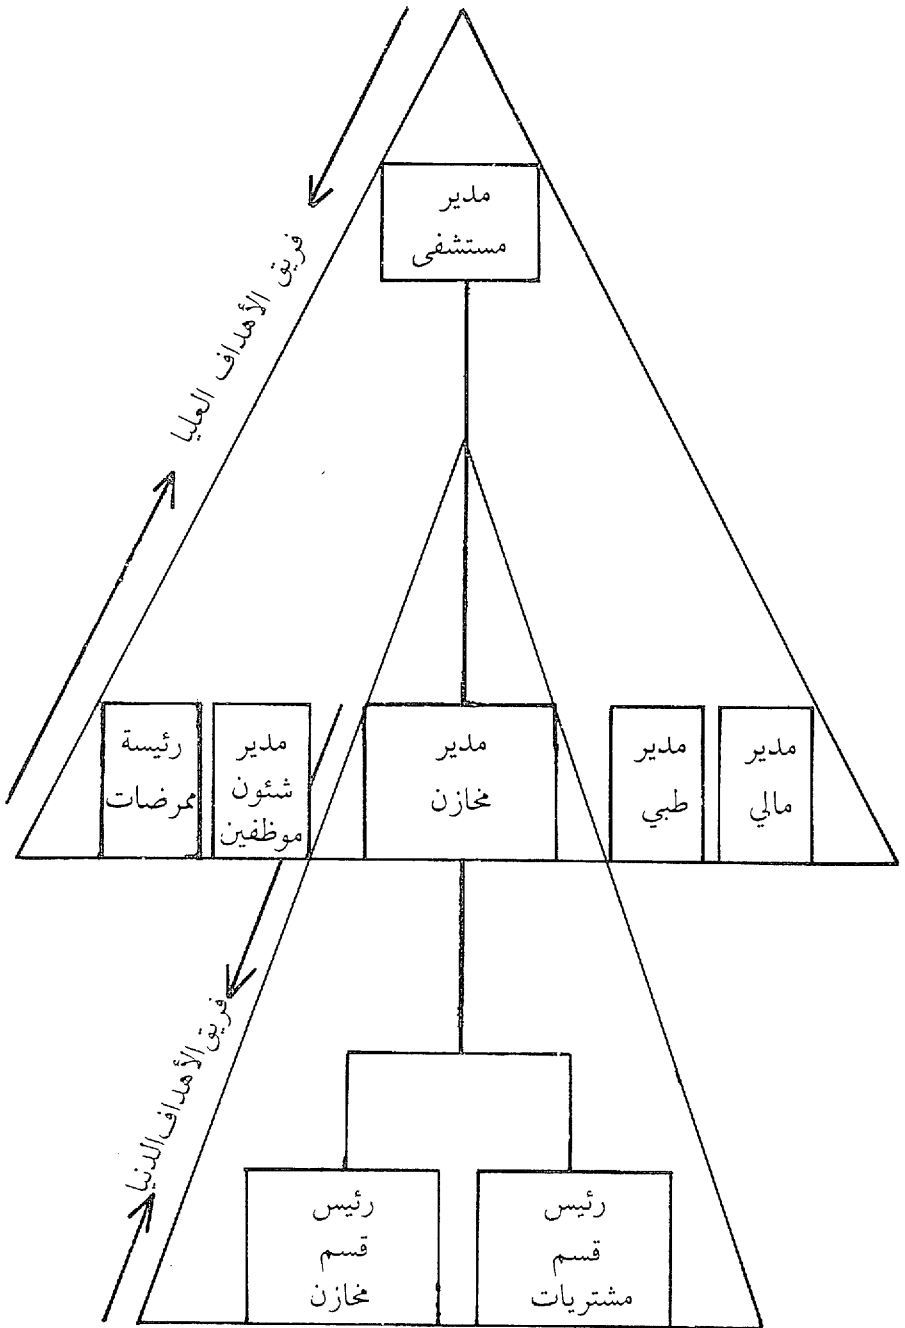 مدير
مستشفى
فريق الأهداف العليا
مدير
مالي
مدير
طبي
مدير
مخازن
مدير
شئون
موظفين
رئيسة
ممرضات
فريق الأهداف الدنيا
رئيس
قسم
مشتريات
رئيس
قسم
مخازن